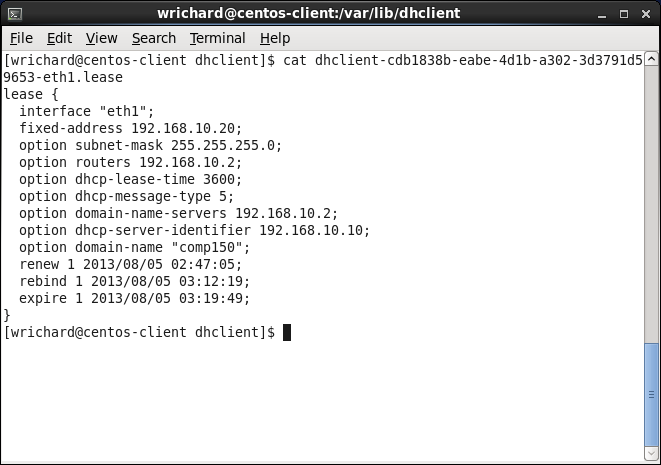 wrichard@centos-client:/var/lib/dhclient
File Edit View Search Terminal Help
[wrichard@centos-client dhclient]$ cat dhclient-cdb1838b-eabe-4d1b-a302-3d3791d5
9653-eth1.lease
lease {
  interface "eth1";
  fixed-address 192.168.10.20;
  option subnet-mask 255.255.255.0;
  option routers 192.168.10.2;
  option dhcp-lease-time 3600;
  option dhcp-message-type 5;
  option domain-name-servers 192.168.10.2;
  option dhcp-server-identifier 192.168.10.10;
  option domain-name "comp150";
  renew 1 2013/08/05 02:47:05;
  rebind 1 2013/08/05 03:12:19;
  expire 1 2013/08/05 03:19:49;
}
[wrichard@centos-client dhclient]$